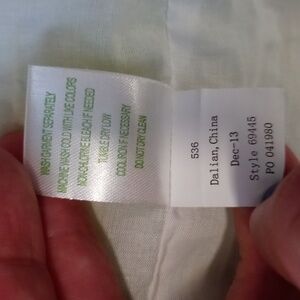 WASH GARMENT SEPARATELY
MACHINE WASH COLD WITH LIKE COLORS
NON-CHLORINE BLEACH IF NEEDED
TUMBLE DRY LOW
COOL IRON IF NECESSARY
DO NOT DRY CLEAN
536
Dalian, China
Dec-13
Style 69445
PO 041980